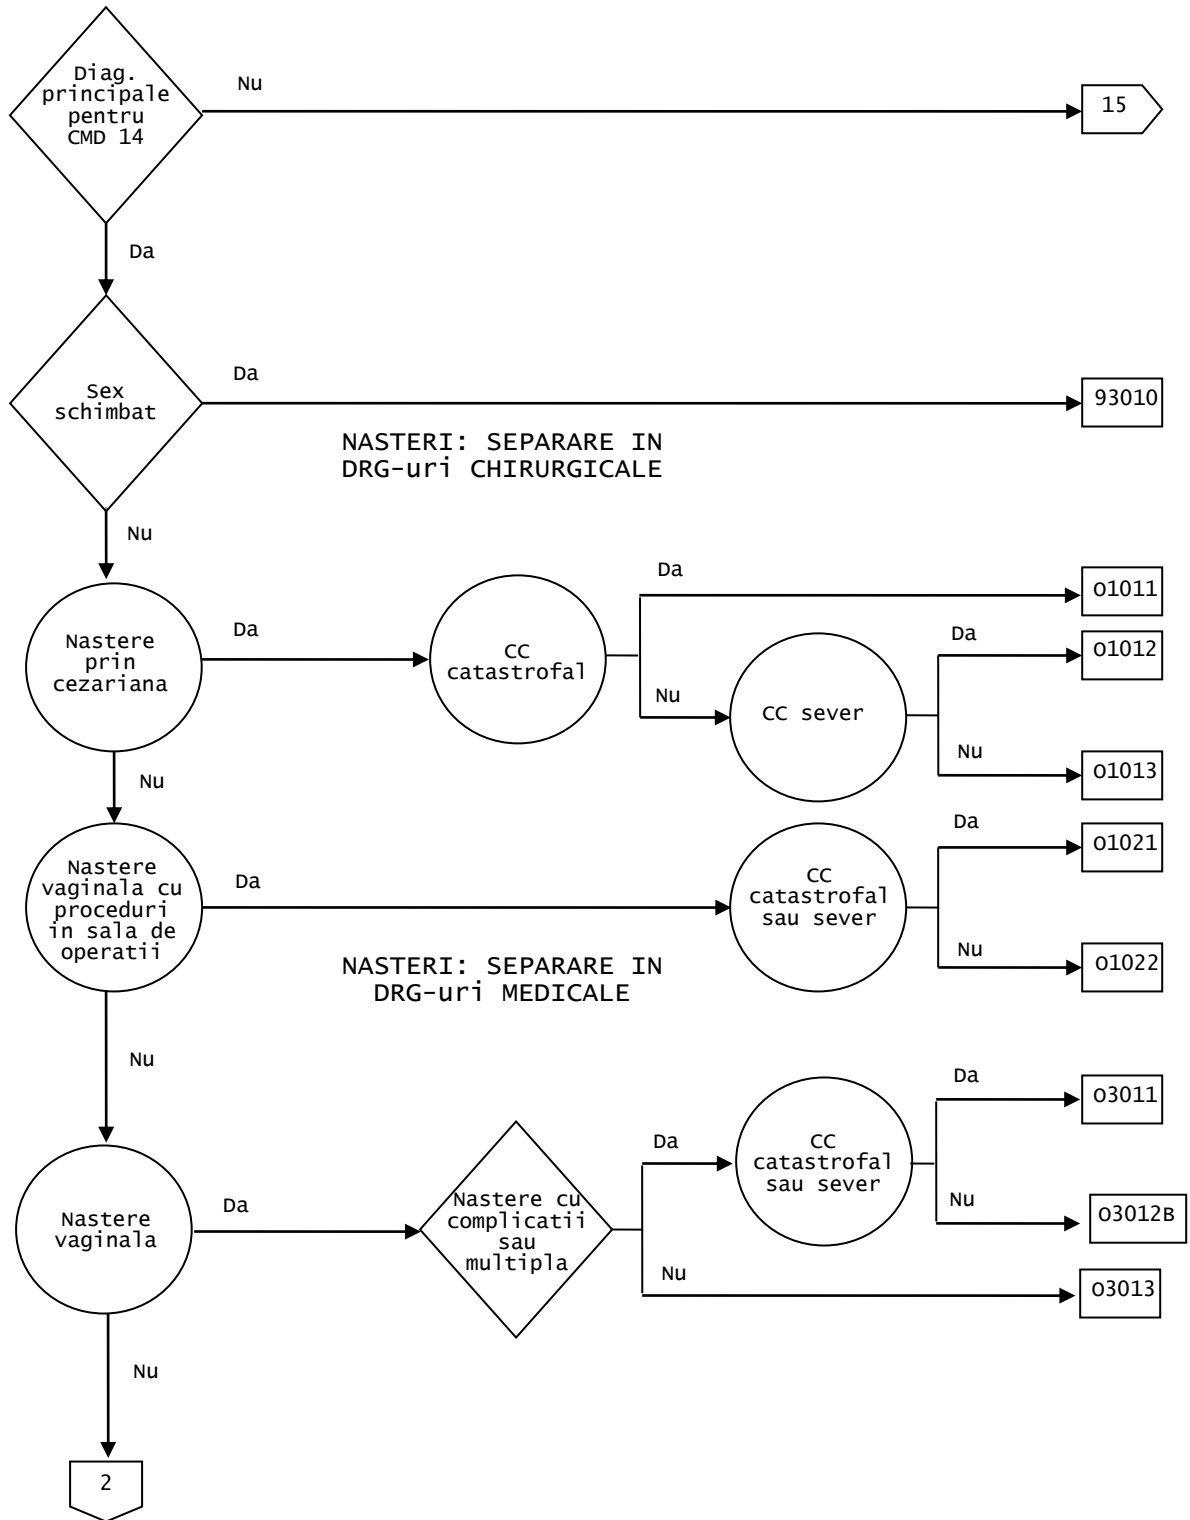 Diag.
principale
pentru
CMD 14
Nu
15
Da
Sex
schimbat
Da
93010
NASTERI: SEPARARE IN
DRG-uri CHIRURGICALE
Nu
Nastere
prin
cezariana
Da
CC
catastrofal
Da
O1011
Nu
CC sever
Da
O1012
Nu
O1013
Nu
Nastere
vaginala cu
proceduri
in sala de
operatii
Da
CC
catastrofal
sau sever
Da
O1021
Nu
O1022
NASTERI: SEPARARE IN
DRG-uri MEDICALE
Nu
Nastere
vaginala
Da
Nastere cu
complicatii
sau
multipla
Da
CC
catastrofal
sau sever
Da
O3011
Nu
O3012B
Nu
O3013
Nu
2